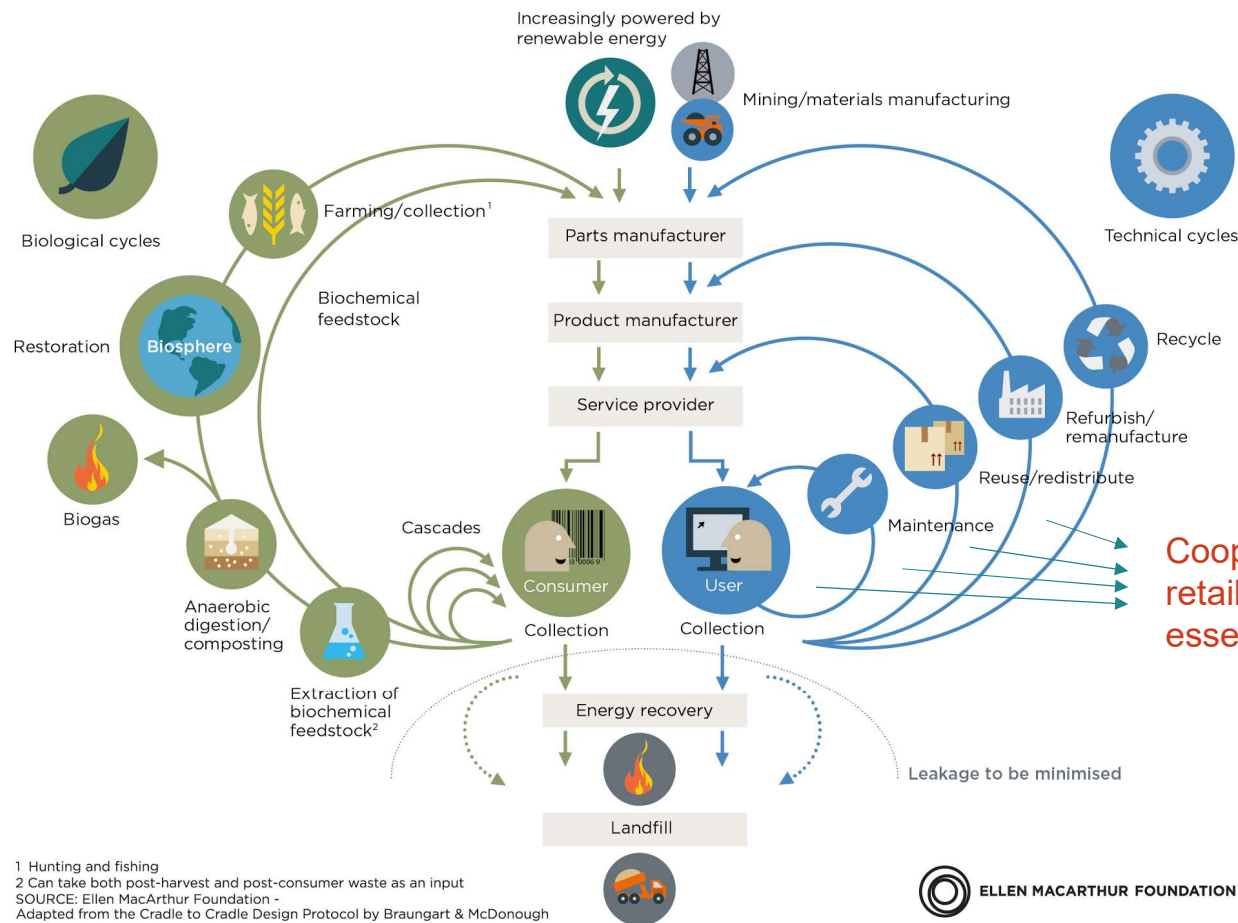 Increasingly powered by
renewable energy
Mining/materials manufacturing
Biological cycles
Technical cycles
Farming/collection¹
Parts manufacturer
Biochemical
feedstock
Product manufacturer
Restoration
Biosphere
Recycle
Service provider
Refurbish/
remanufacture
Reuse/redistribute
Biogas
Cascades
Maintenance
Consumer
User
Anaerobic
digestion/
composting
Collection
Collection
Extraction of
biochemical
feedstock²
Energy recovery
Leakage to be minimised
Landfill
Coop
retail
esse
1 Hunting and fishing
2 Can take both post-harvest and post-consumer waste as an input
SOURCE: Ellen MacArthur Foundation -
Adapted from the Cradle to Cradle Design Protocol by Braungart & McDonough
ELLEN MACARTHUR FOUNDATION